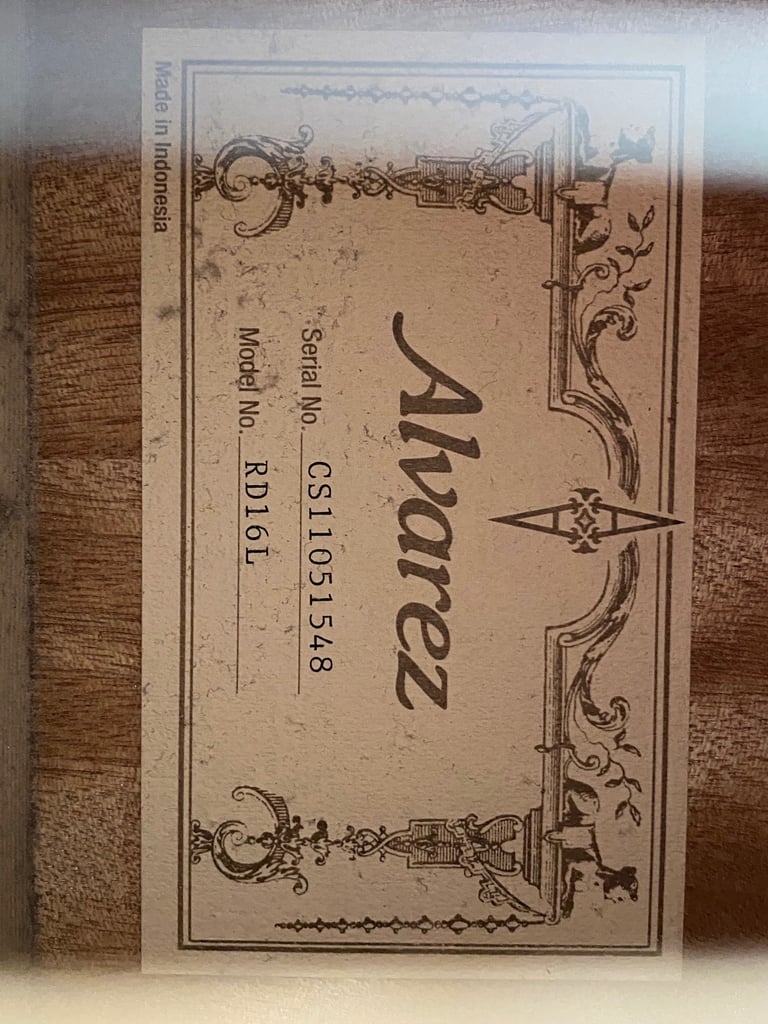 Alvarez
Serial No. CS11051548
Model No. RD16L
Made in Indonesia